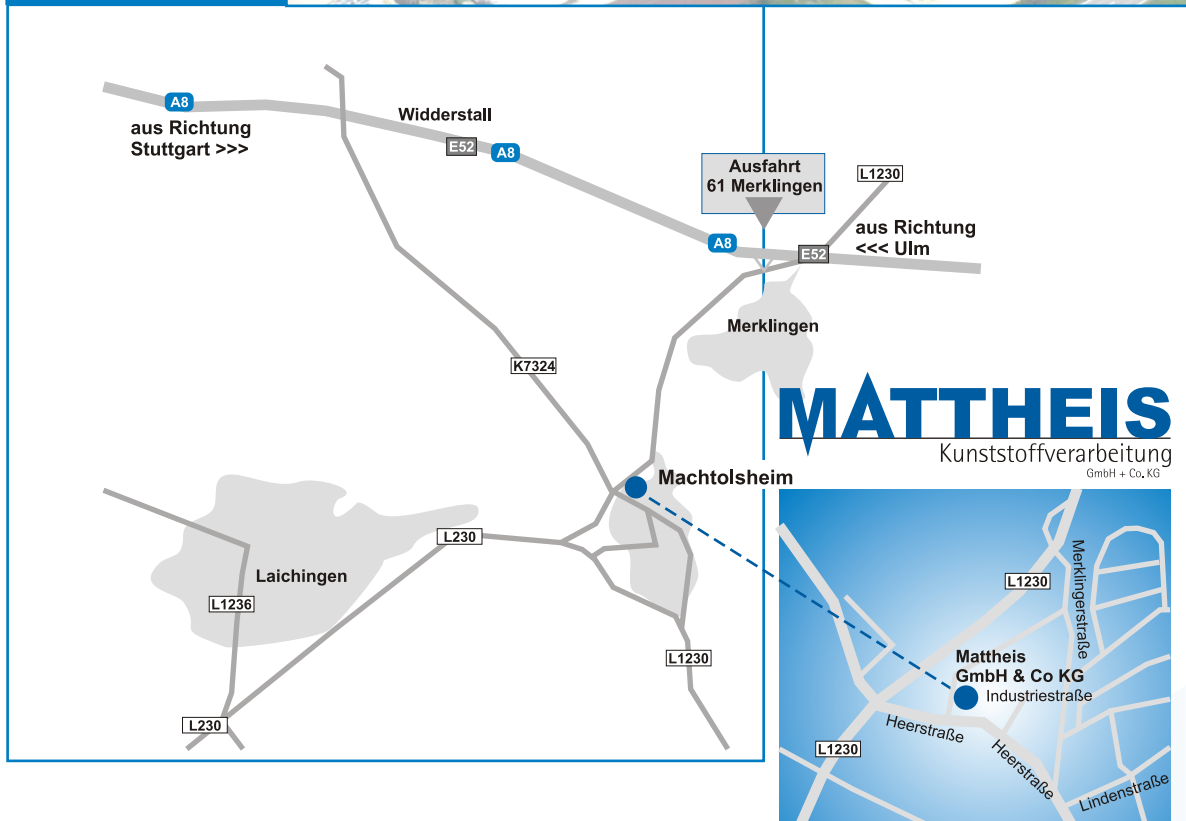 A8
aus Richtung
Stuttgart >>>
Widderstall
E52
A8
Ausfahrt
61 Merklingen
L1230
A8
aus Richtung
<<< Ulm
E52
Merklingen
K7324
MATTHEIS
Kunststoffverarbeitung
GmbH + Co. KG
Machtolsheim
L230
Laichingen
L1236
L1230
L230
L1230
Merklingerstraße
Mattheis
GmbH & Co KG
Industriestraße
Heerstraße
L1230
Heerstraße
Lindenstraße